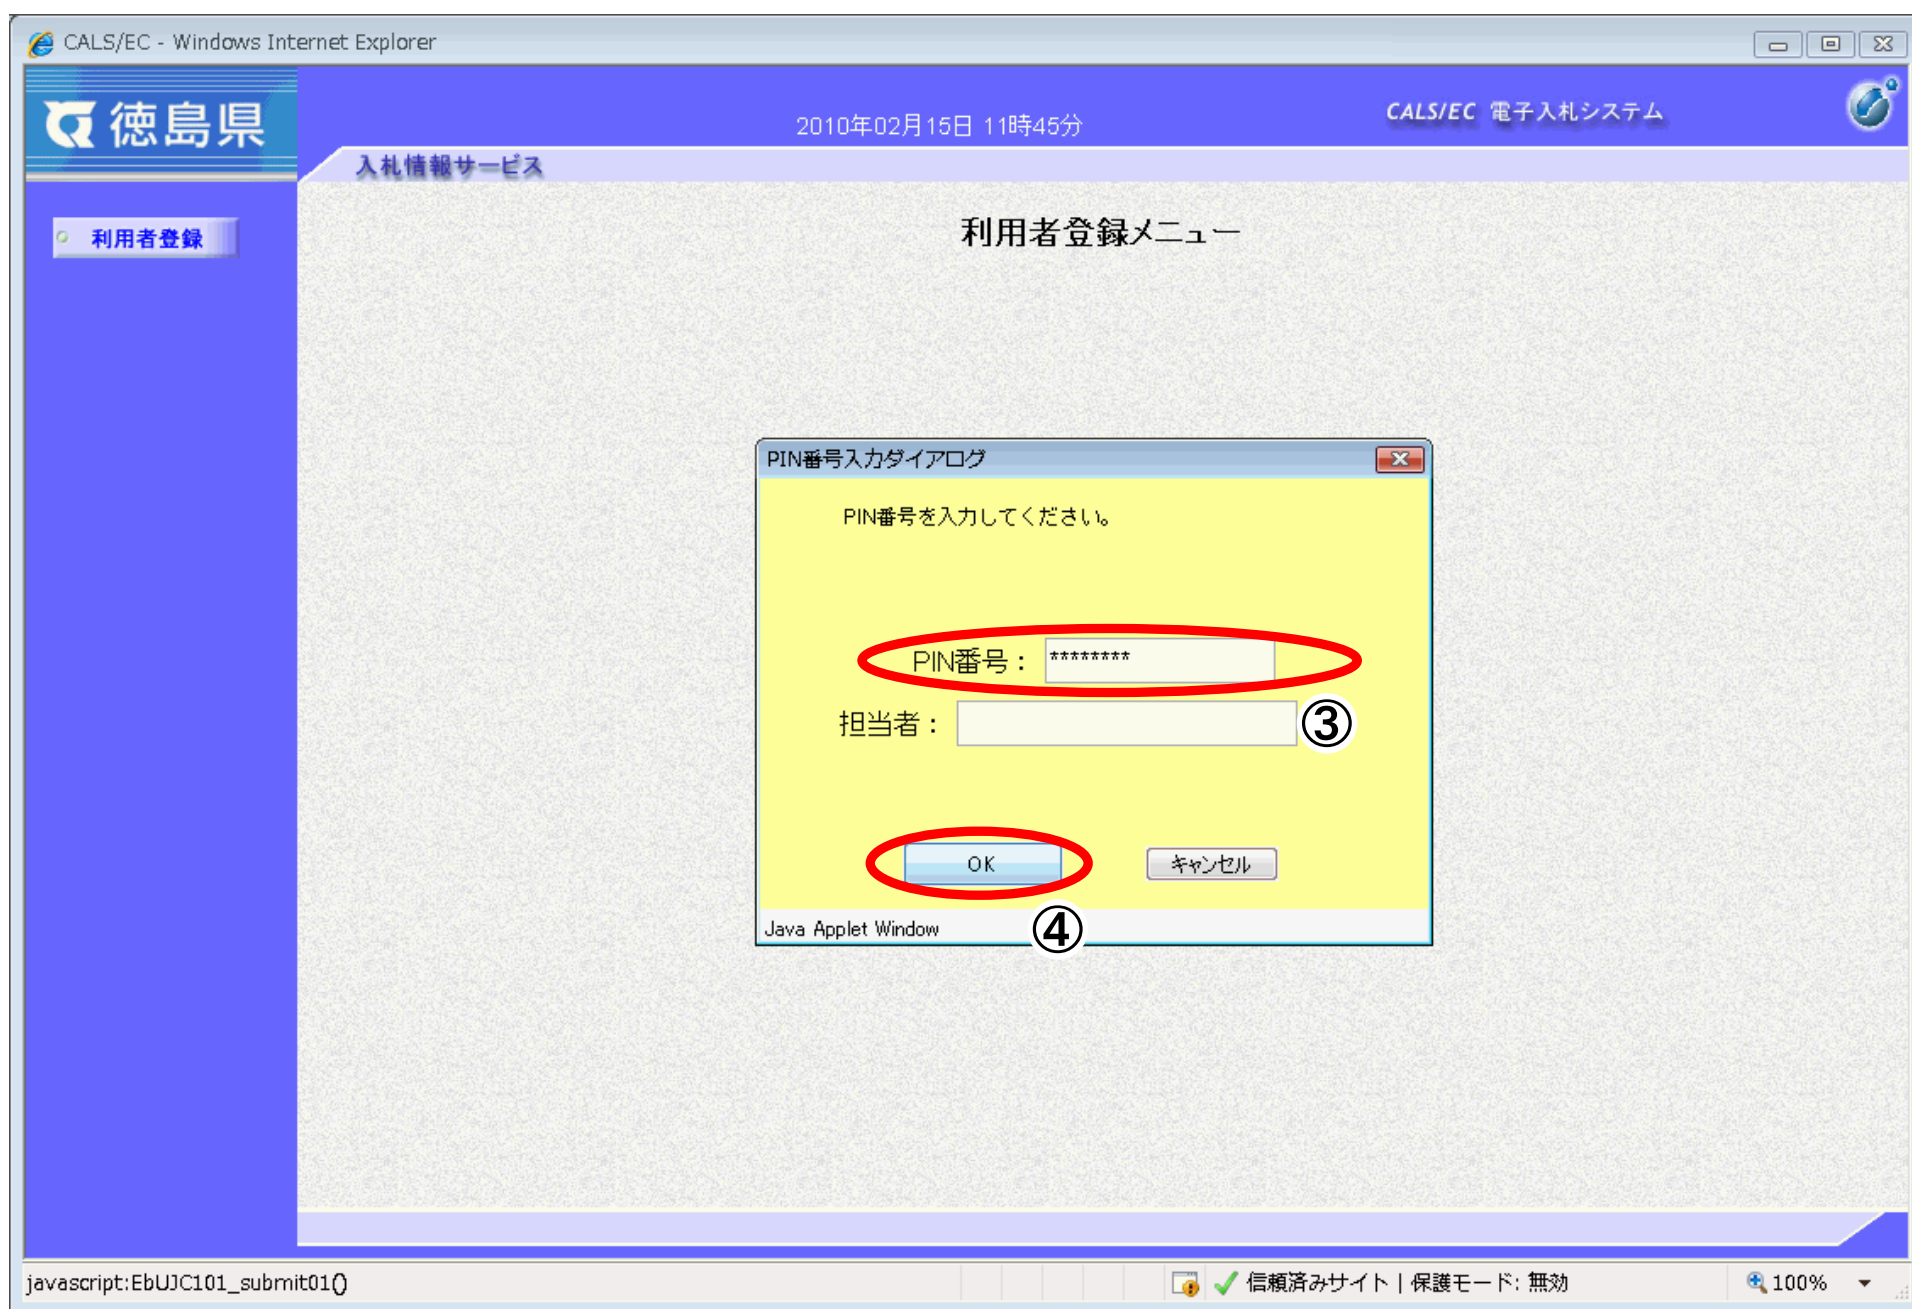 CALS/EC - Windows Internet Explorer
徳島県
2010年02月15日 11時45分
CALS/EC 電子入札システム
入札情報サービス
利用者登録
利用者登録メニュー
PIN番号入力ダイアログ
PIN番号を入力してください。
PIN番号： ********
担当者：
③
OK
キャンセル
④
Java Applet Window
javascript:EbUJC101_submit01()
信頼済みサイト | 保護モード: 無効
100%